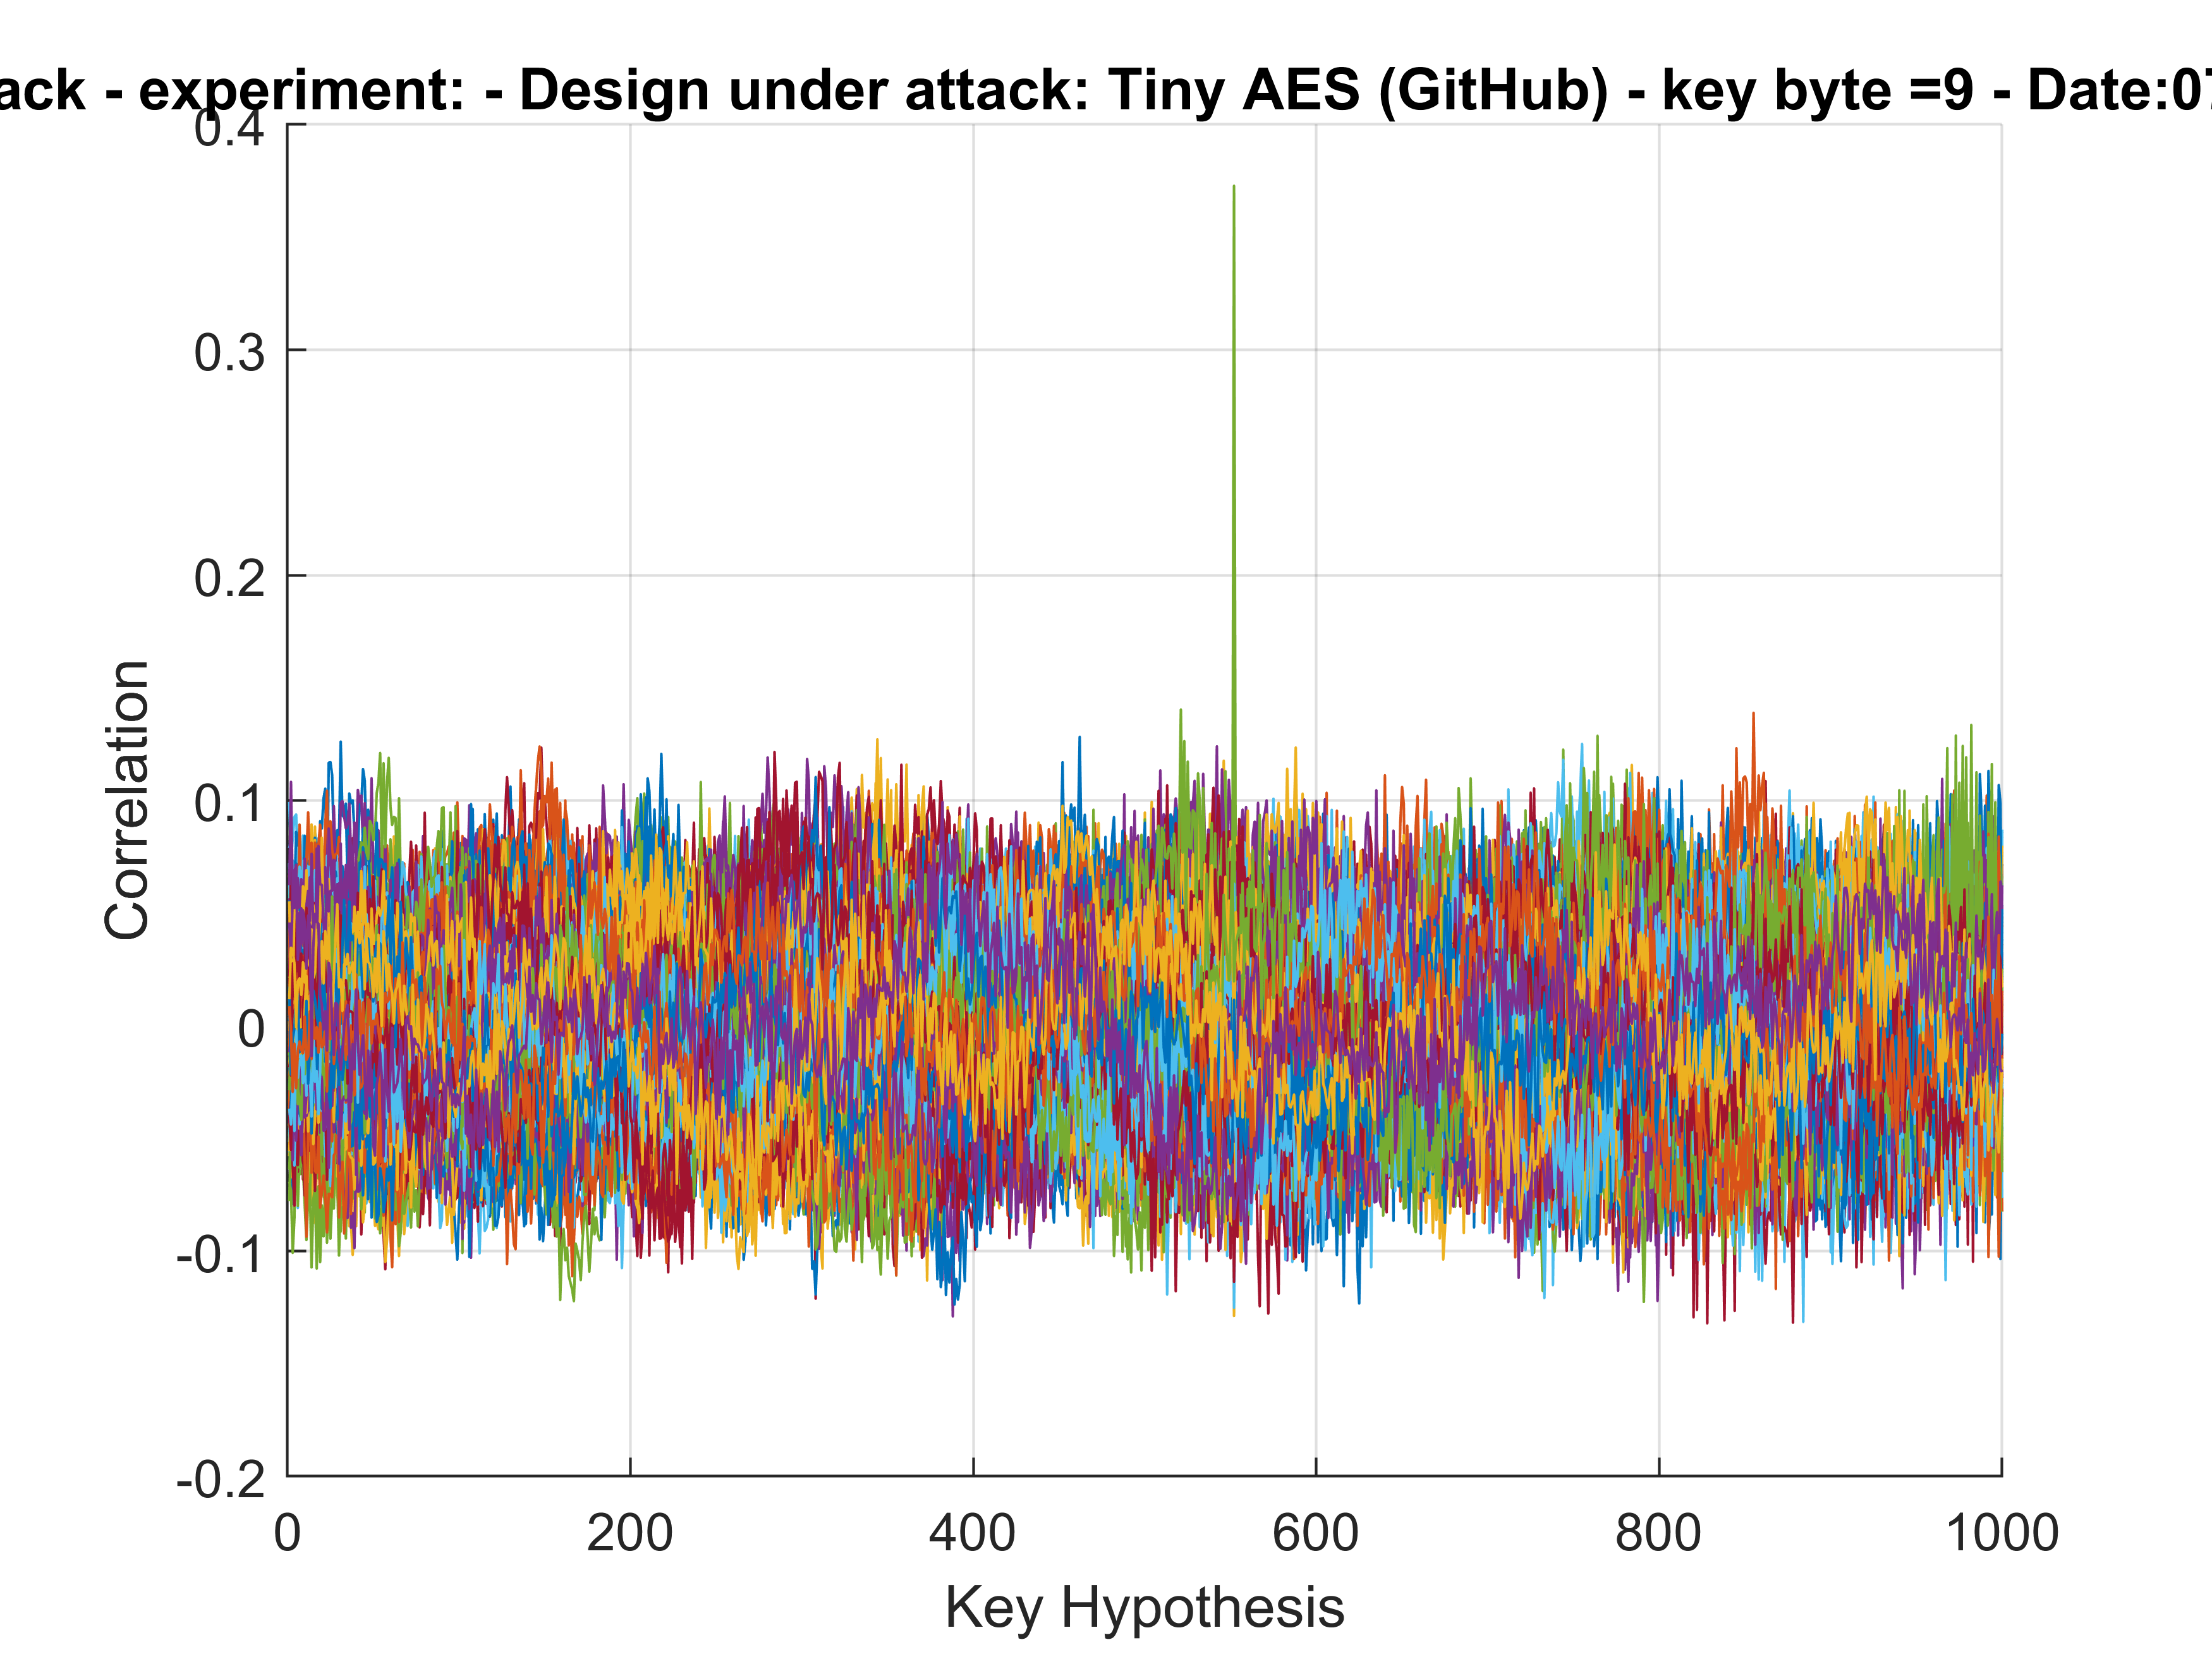 ack - experiment: - Design under attack: Tiny AES (GitHub) - key byte =9 - Date:07
0.4
0.3
0.2
0.1
0
-0.1
-0.2
Correlation
0 200 400 600 800 1000
Key Hypothesis